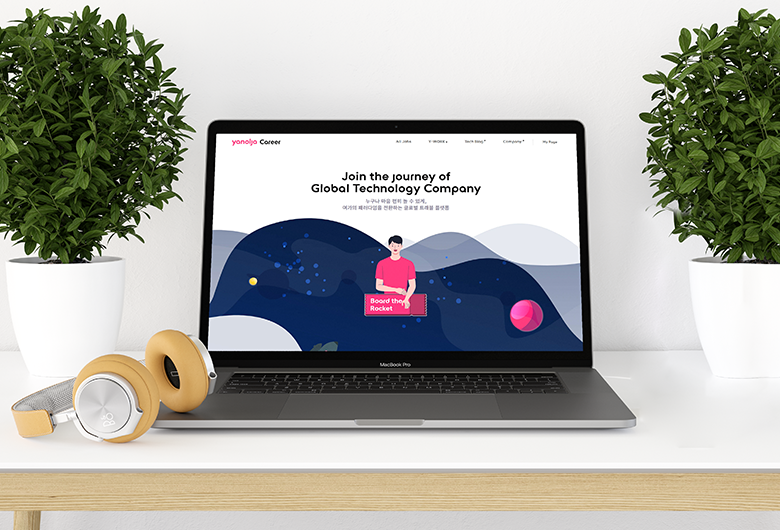 yanolja Career
All Jobs
Y-WORKs
Tech Blog
Company
My Page
Join the journey of
Global Technology Company
누구나 마음 편히 놀 수 있게,
여가의 패러다임을 전환하는 글로벌 트래블 플랫폼
Board the
Rocket
MacBook Pro